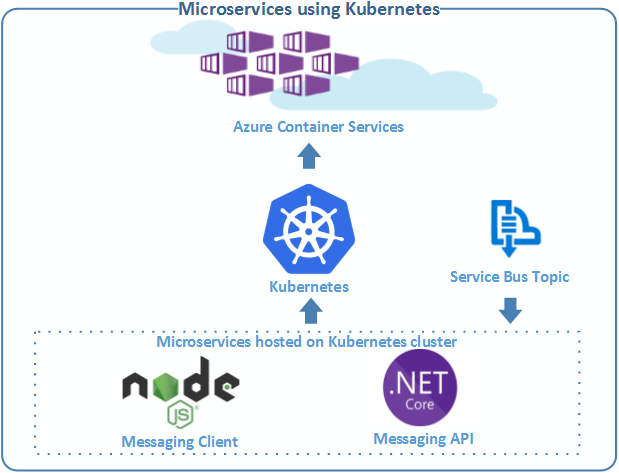 Microservices using Kubernetes
Azure Container Services
Kubernetes
Service Bus Topic
Microservices hosted on Kubernetes cluster
node
JS
®
Messaging Client
.NET
Core
Messaging API